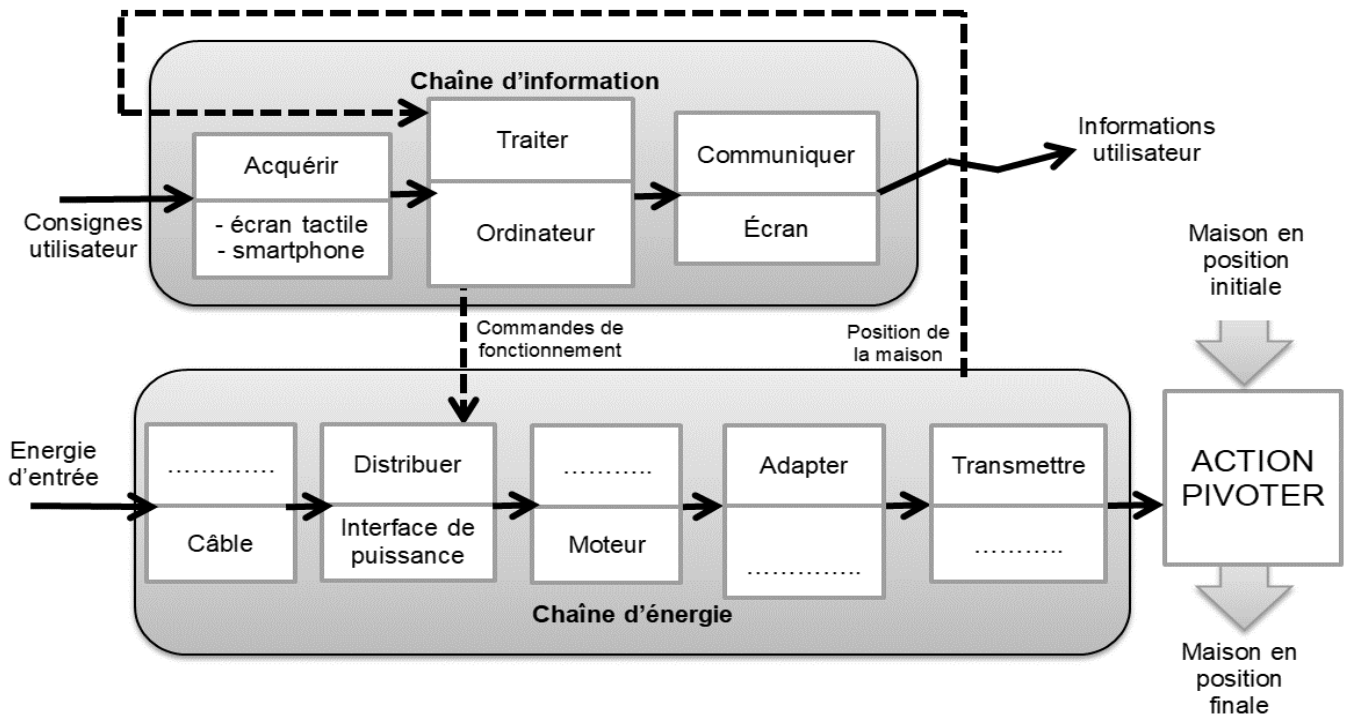 Chaîne d'information
Acquérir
- écran tactile
- smartphone
Traiter
Ordinateur
Communiquer
Écran
Consignes
utilisateur
Informations
utilisateur
Commandes de
fonctionnement
Position de
la maison
Maison en
position
initiale
Energie
d'entrée
………….
Câble
Distribuer
Interface de
puissance
………..
Moteur
Adapter
…………..
Transmettre
………..
Chaîne d'énergie
ACTION
PIVOTER
Maison en
position
finale